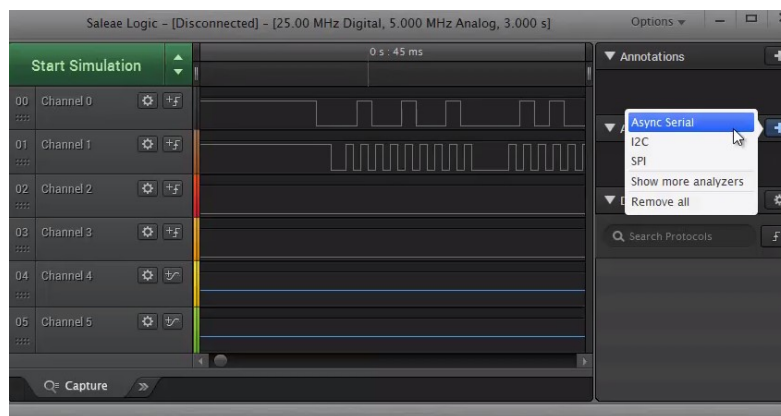 Saleae Logic - [Disconnected] - [25.00 MHz Digital, 5.000 MHz Analog, 3.000 s]
Options
Start Simulation
0 s : 45 ms
00 Channel 0
01 Channel 1
02 Channel 2
03 Channel 3
04 Channel 4
05 Channel 5
Capture
Annotations
A
Async Serial
I2C
SPI
Show more analyzers
Remove all
Search Protocols